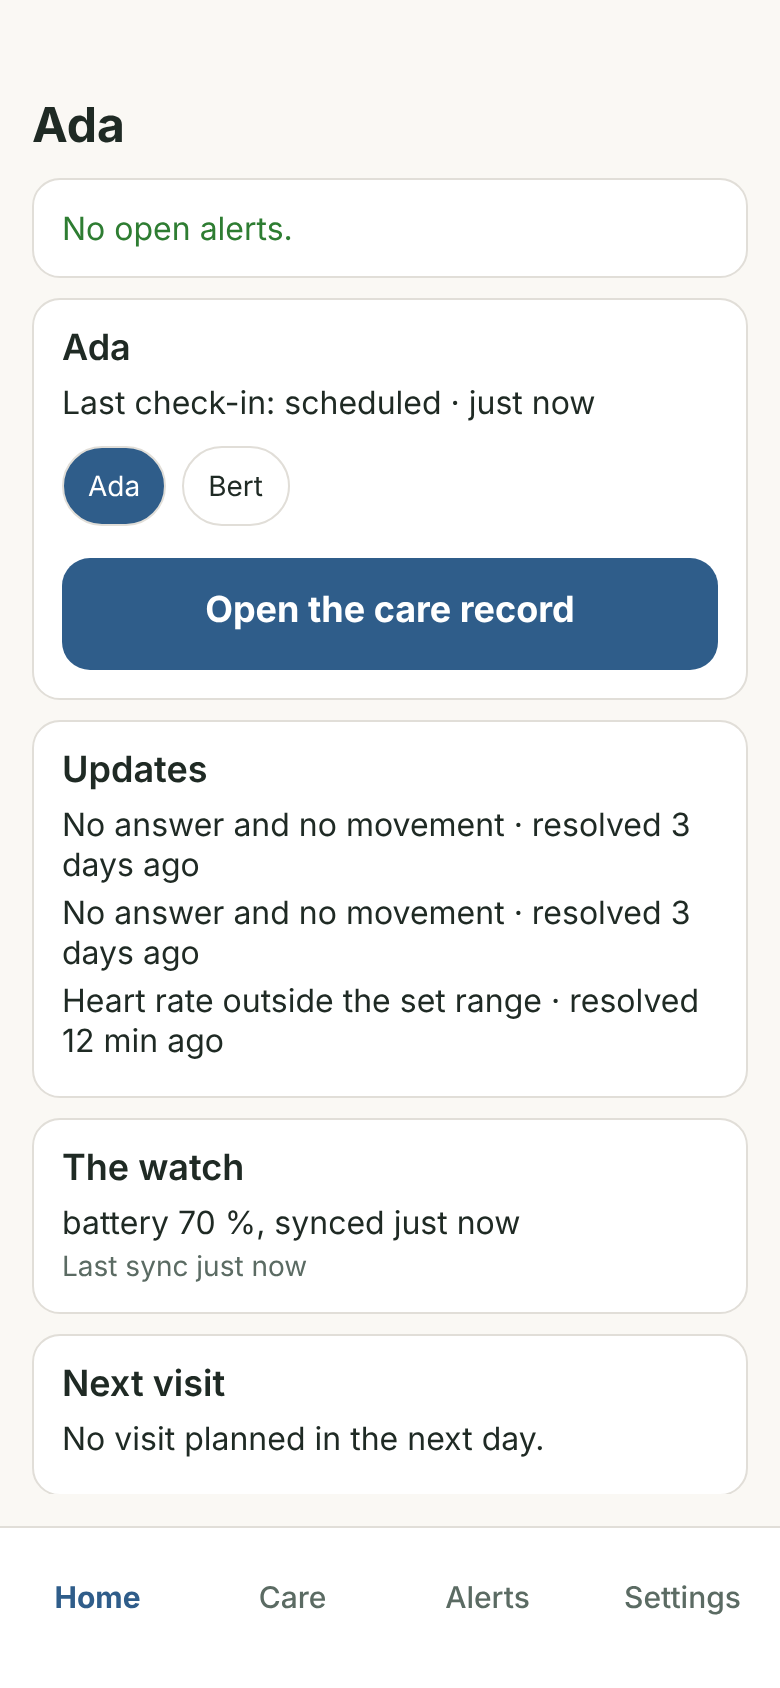 Ada
No open alerts.
Ada
Last check-in: scheduled · just now
Ada
Bert
Open the care record
Updates
No answer and no movement · resolved 3
days ago
No answer and no movement · resolved 3
days ago
Heart rate outside the set range · resolved
12 min ago
The watch
battery 70 %, synced just now
Last sync just now
Next visit
No visit planned in the next day.
Home
Care
Alerts
Settings